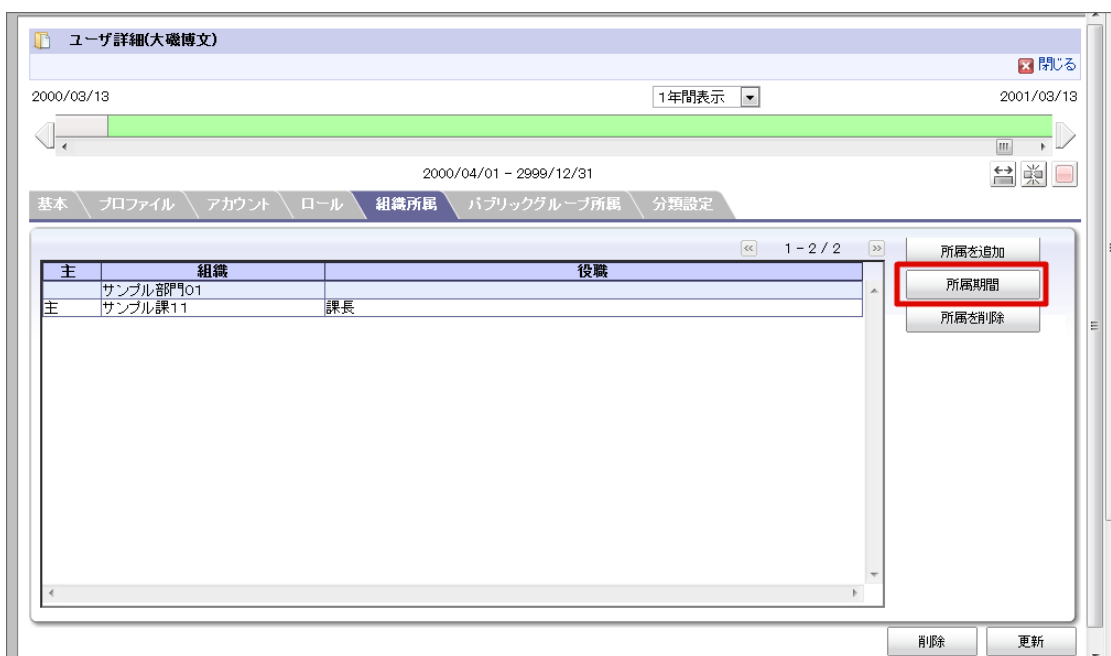 ユーザ詳細(大磯博文)
閉じる
2000/03/13 1年間表示 2001/03/13
2000/04/01 - 2999/12/31
基本 プロファイル アカウント ロール 組織所属 パブリックグループ所属 分類設定
1 - 2 / 2 所属を追加
主 組織 役職
サンプル部門01
所属期間
主 サンプル課11 課長
所属を削除
削除 更新